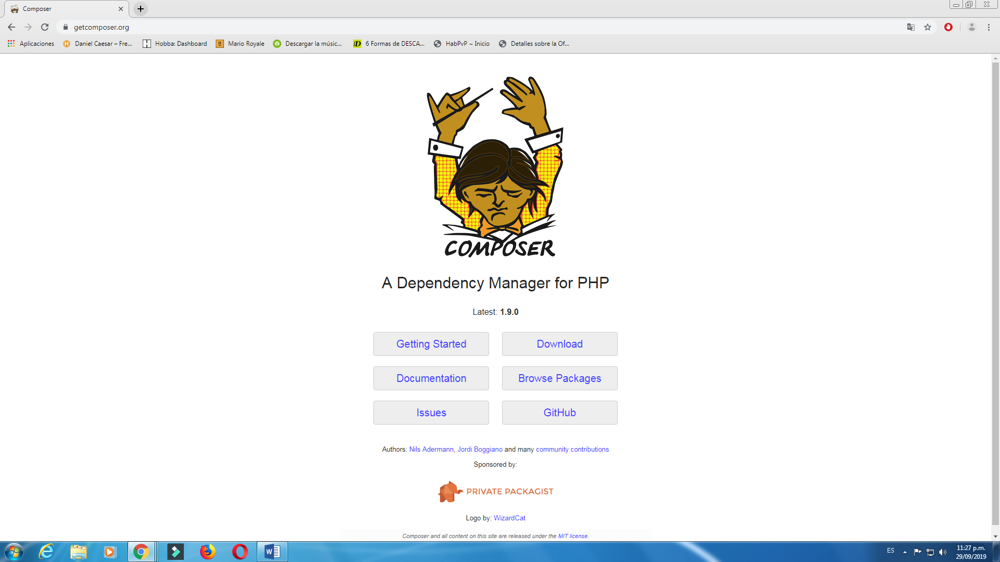 Composer
getcomposer.org
Aplicaciones
Daniel Caesar – Fre...
Hobba: Dashboard
Mario Royale
Descargar la músic...
6 Formas de DESCA...
HabPvP ~ Inicio
Detalles sobre la Of...
COMPOSER
A Dependency Manager for PHP
Latest: 1.9.0
Getting Started
Download
Documentation
Browse Packages
Issues
GitHub
Authors: Nils Adermann, Jordi Boggiano and many community contributions
Sponsored by:
PRIVATE PACKAGIST
Logo by: WizardCat
Composer and all content on this site are released under the MIT license.
ES
11:27 p.m.
29/09/2019